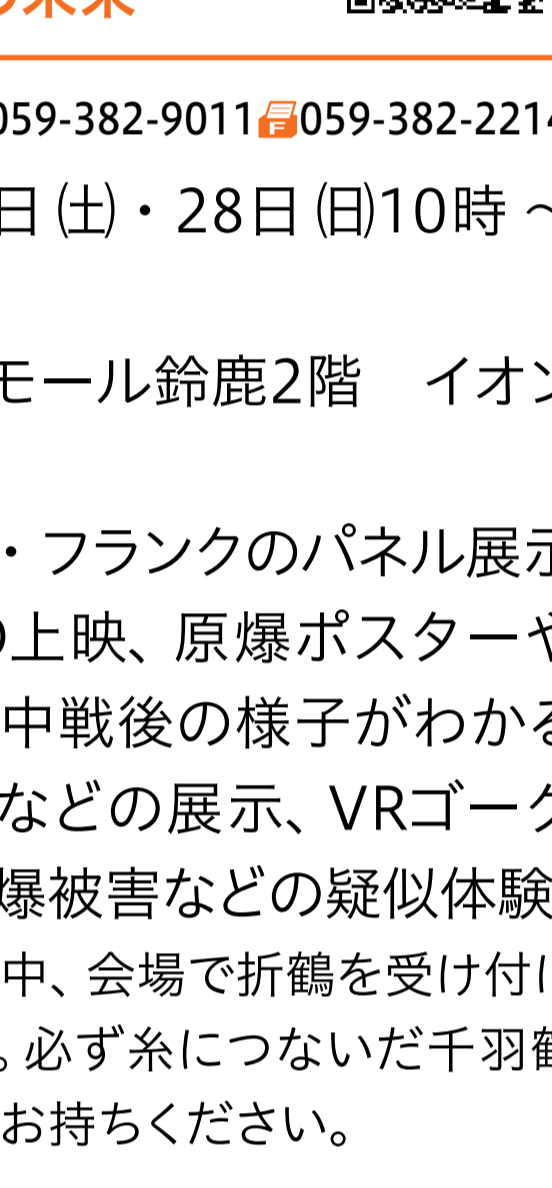 未来
059-382-9011 F 059-382-221
日㈯・28日㈰10時～
モール鈴鹿2階　イオン
・フランクのパネル展示
の上映、原爆ポスターや
中戦後の様子がわかる
などの展示、VRゴーグ
爆被害などの疑似体験
中、会場で折鶴を受け付け
。必ず糸につないだ千羽鶴
お持ちください。